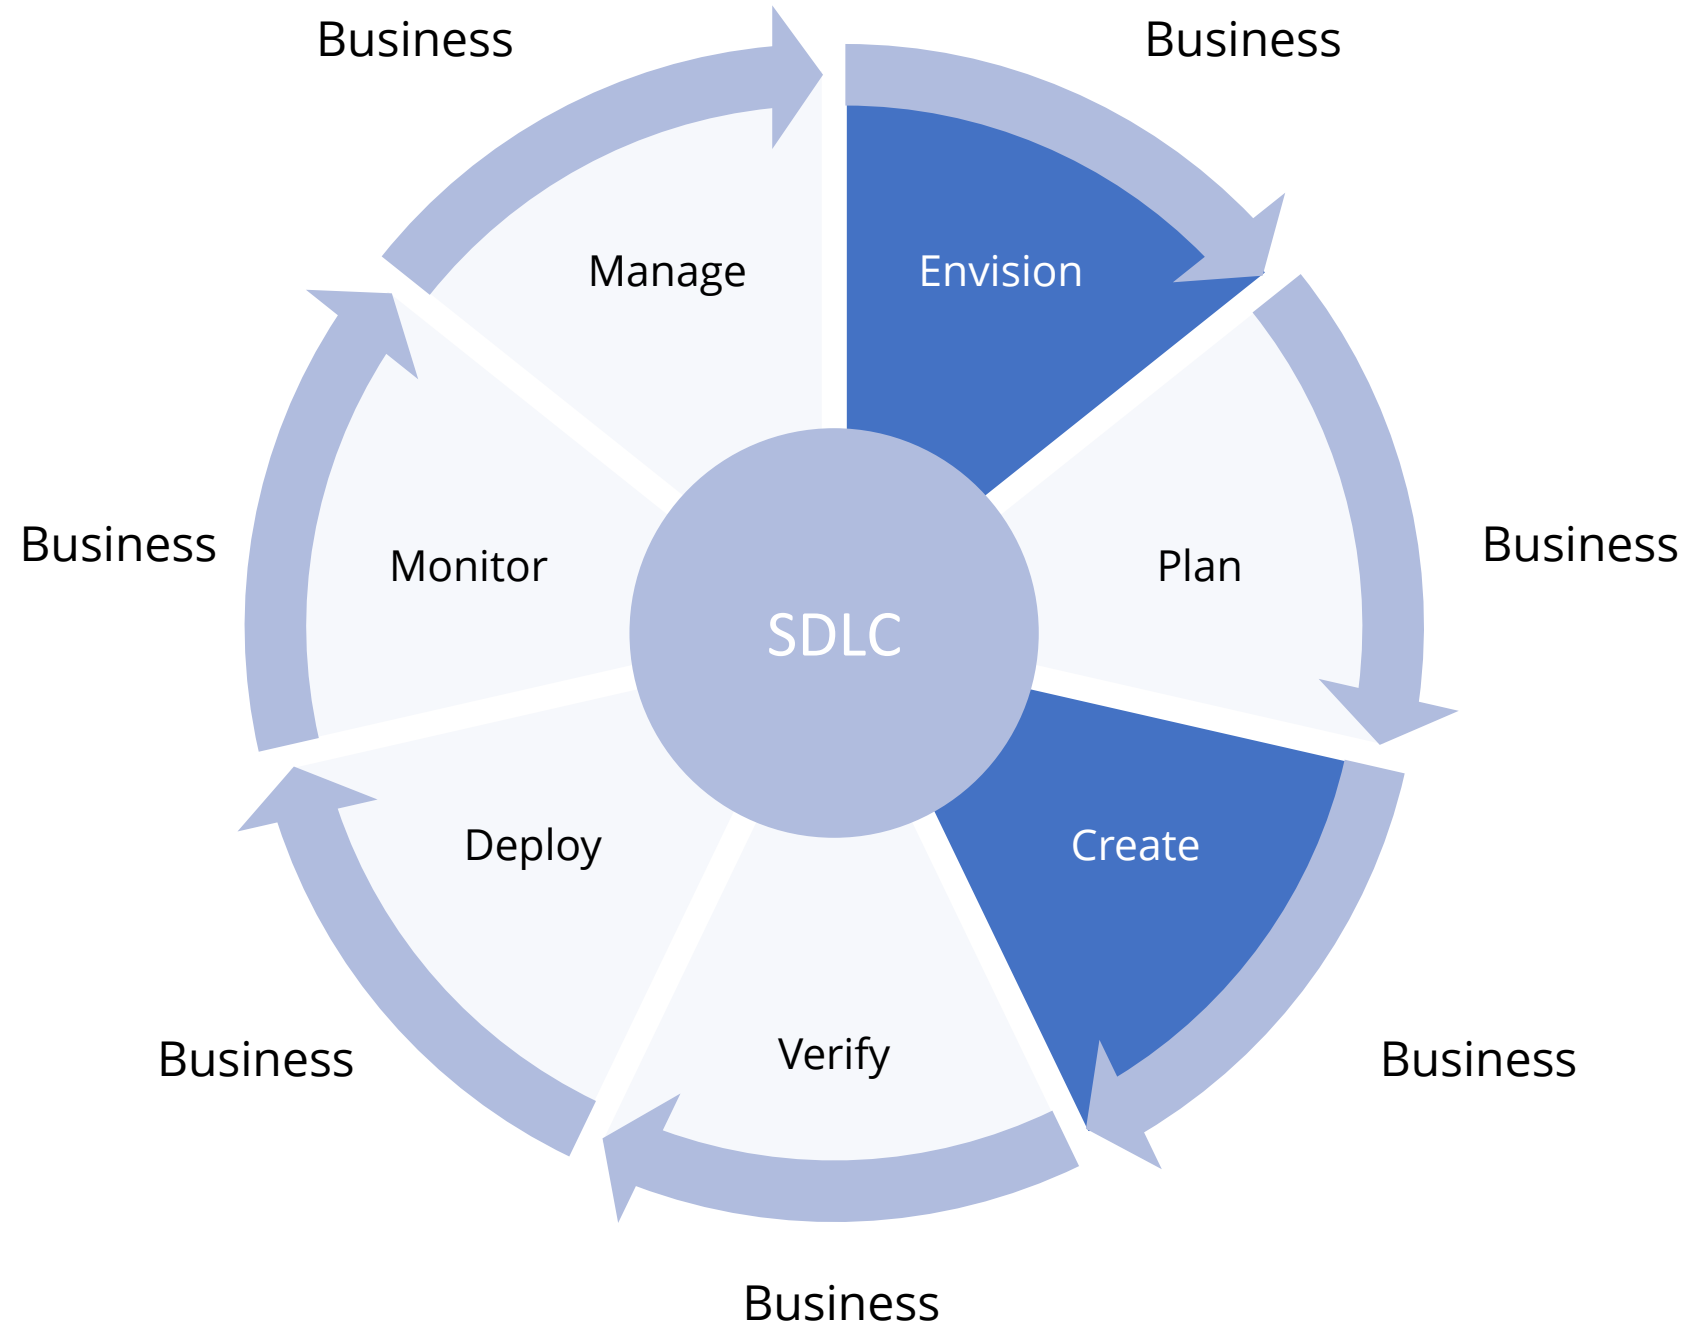 Business
Business
Manage
Envision
Business
Business
Monitor
Plan
SDLC
Deploy
Create
Verify
Business
Business
Business